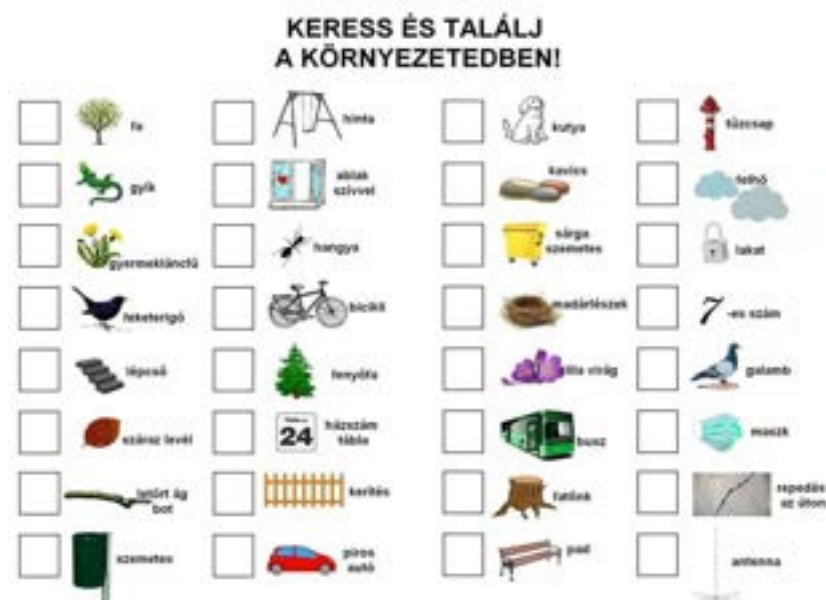 KERESS ÉS TALÁLJ
A KÖRNYEZETEDBEN!
fa
hinta
kutya
tűzcsap
gyík
ablak
szívvel
kavics
felhő
gyermekláncfű
hangya
sárga
szemetes
lakat
feketerigó
bicikli
madárfészek
7 -es szám
lépcső
fenyőfa
lila virág
galamb
száraz levél
24
házszám
tábla
busz
maszk
letört ág
bot
kerítés
fatönk
repedés
az úton
szemetes
piros
autó
pad
antenna